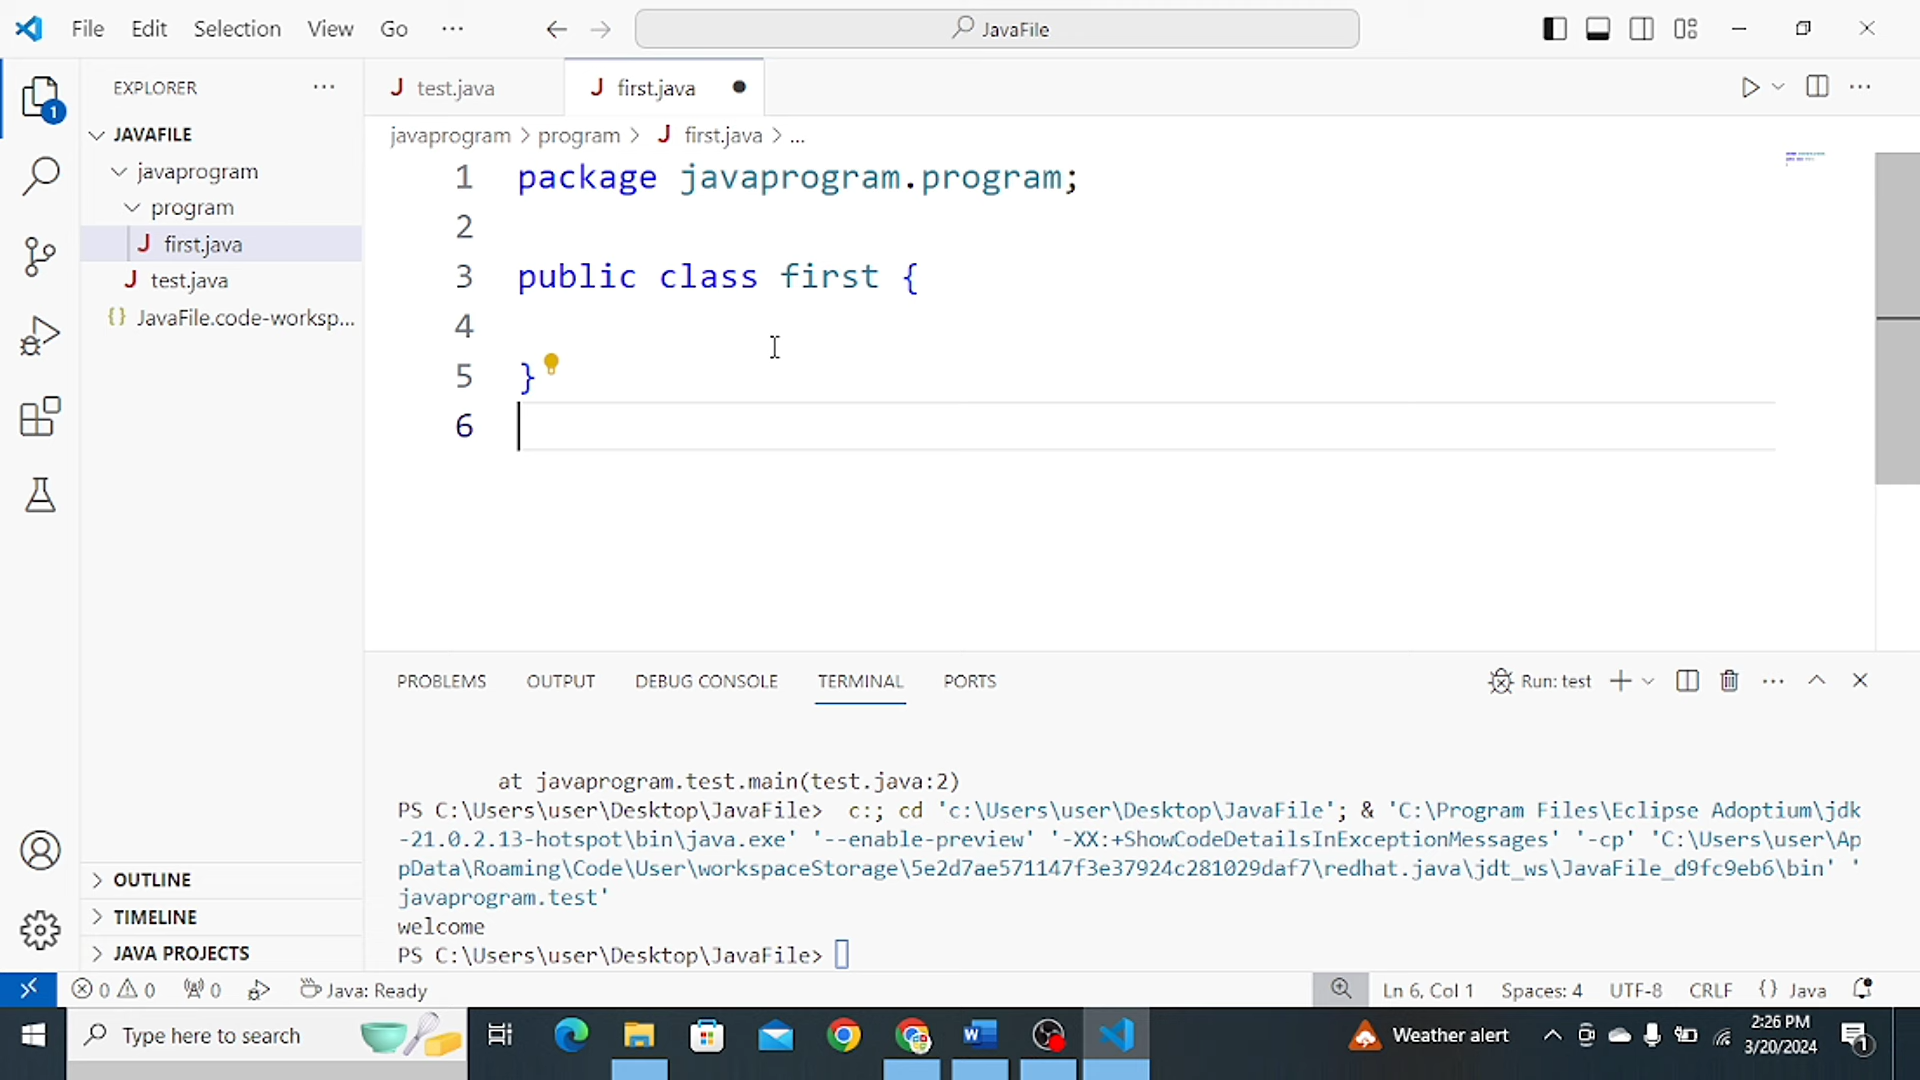 File Edit Selection View Go ... JavaFile
EXPLORER ...
1
JAVAFILE
javaprogram
program
J first.java
J test.java
{} JavaFile.code-worksp...
OUTLINE
TIMELINE
JAVA PROJECTS
J test.java J first.java
javaprogram > program > J first.java > ...
1 package javaprogram.program;
2
3 public class first {
4
5 }
6
PROBLEMS OUTPUT DEBUG CONSOLE TERMINAL PORTS Run: test
at javaprogram.test.main(test.java:2)
PS C:\Users\user\Desktop\JavaFile>  c:; cd 'c:\Users\user\Desktop\JavaFile'; & 'C:\Program Files\Eclipse Adoptium\jdk
-21.0.2.13-hotspot\bin\java.exe' '--enable-preview' '-XX:+ShowCodeDetailsInExceptionMessages' '-cp' 'C:\Users\user\Ap
pData\Roaming\Code\User\workspaceStorage\5e2d7ae571147f3e37924c281029daf7\redhat.java\jdt_ws\JavaFile_d9fc9eb6\bin' '
javaprogram.test'
welcome
PS C:\Users\user\Desktop\JavaFile>
0 0 0 Java: Ready Ln 6, Col 1 Spaces: 4 UTF-8 CRLF {} Java
Type here to search Weather alert 2:26 PM
3/20/2024 1